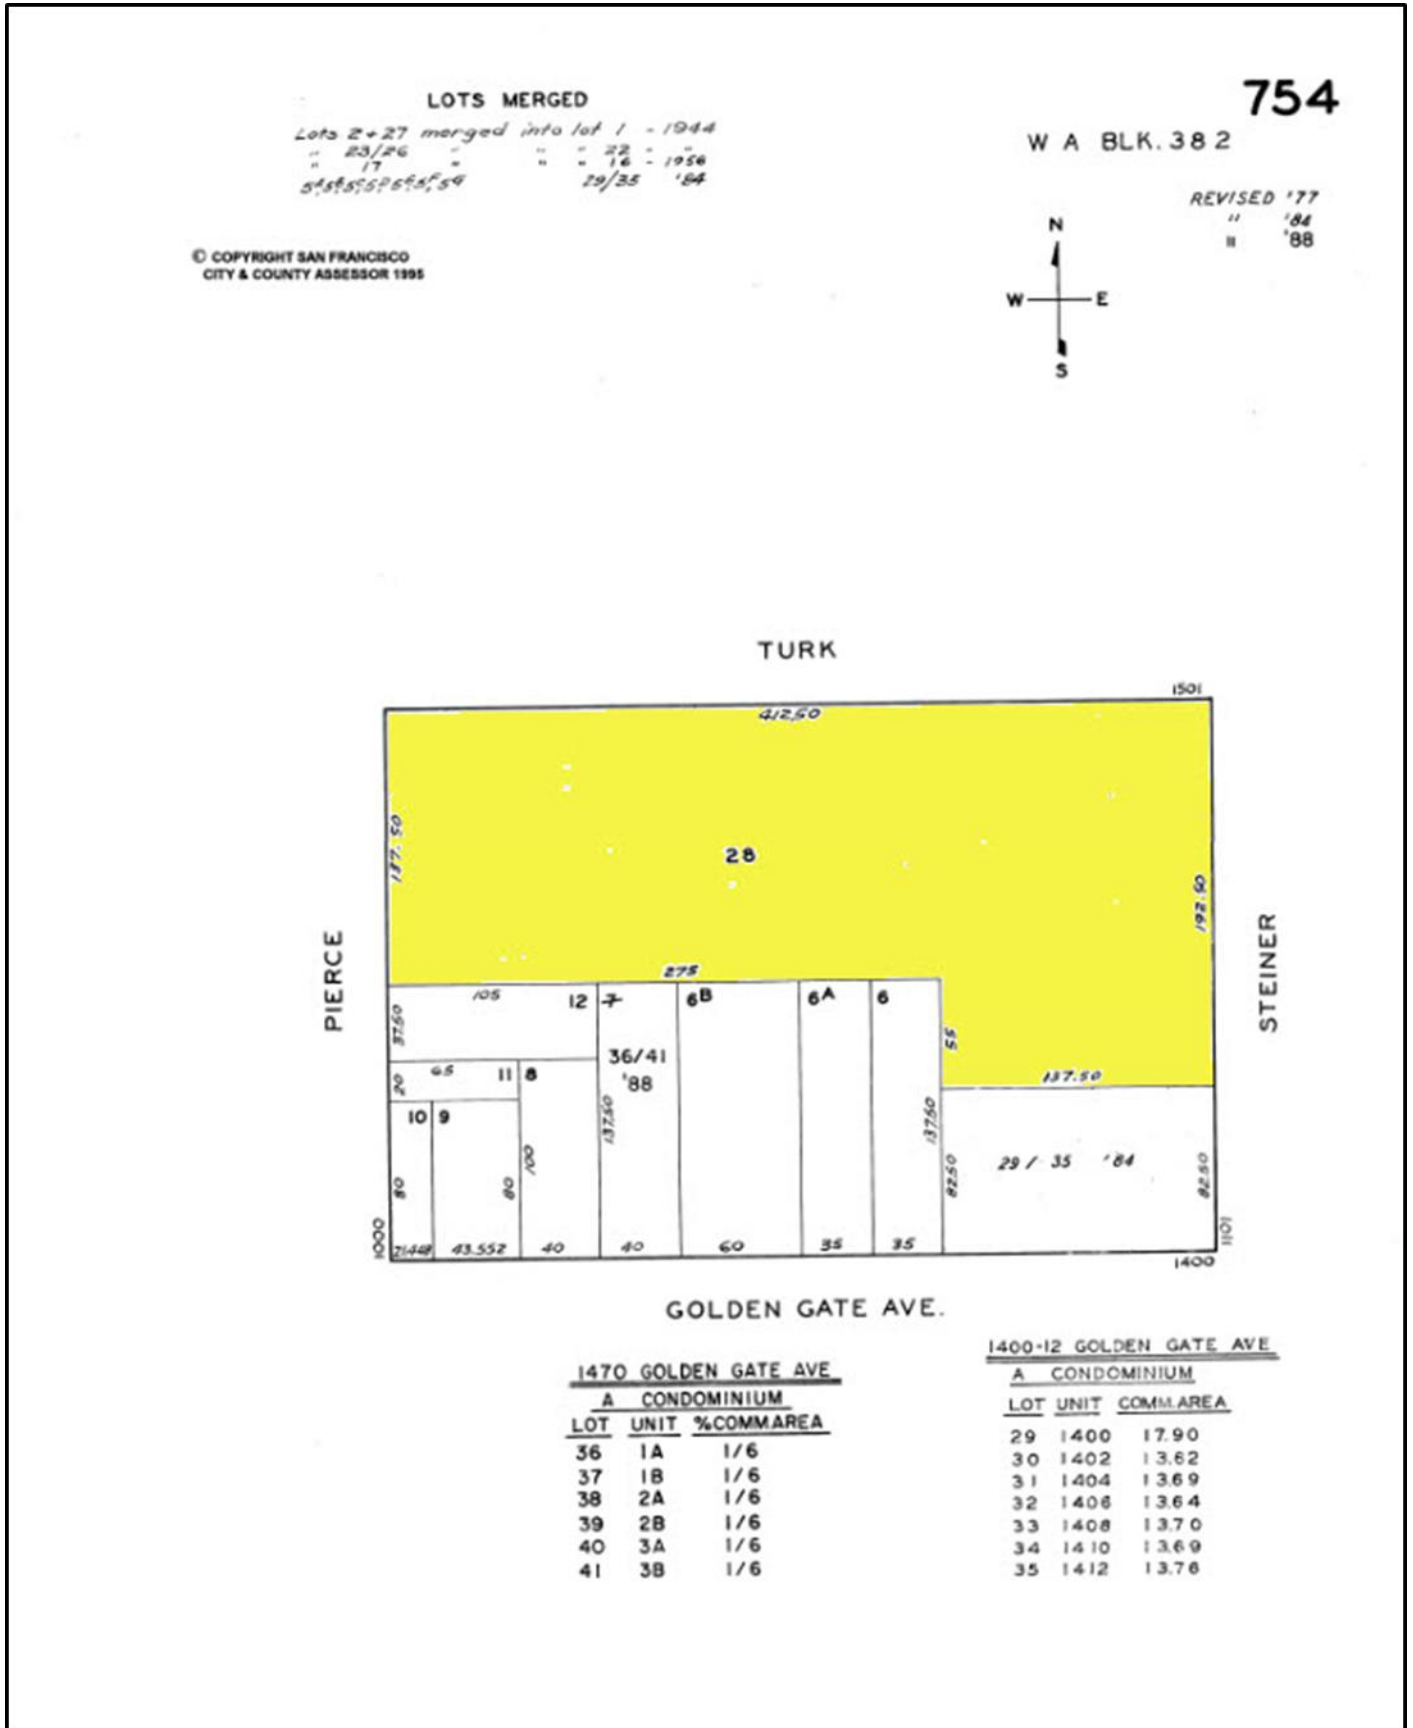 754
LOTS MERGED
Lots 2+27 merged into lot 1 - 1944
" 23/26 " " " 22 - "
" 17 " " " 16 - 1956
29/35 '84
W A BLK. 382
REVISED '77
" '84
" '88
© COPYRIGHT SAN FRANCISCO
CITY & COUNTY ASSESSOR 1995
N
W E
S
TURK
1501
412.50
137.50
28
192.50
PIERCE
STEINER
275
105
12
7
6B
6A
6
37.50
55
36/41
'88
65
11
8
20
137.50
10
9
137.50
100
137.50
80
80
82.50
29 / 35 '84
82.50
1000
21.448
43.552
40
40
60
35
35
1101
1400
GOLDEN GATE AVE.
1470 GOLDEN GATE AVE
A CONDOMINIUM
LOT UNIT %COMM.AREA
36 1A 1/6
37 1B 1/6
38 2A 1/6
39 2B 1/6
40 3A 1/6
41 3B 1/6
1400-12 GOLDEN GATE AVE
A CONDOMINIUM
LOT UNIT COMM.AREA
29 1400 17.90
30 1402 13.62
31 1404 13.69
32 1406 13.64
33 1408 13.70
34 1410 13.69
35 1412 13.76